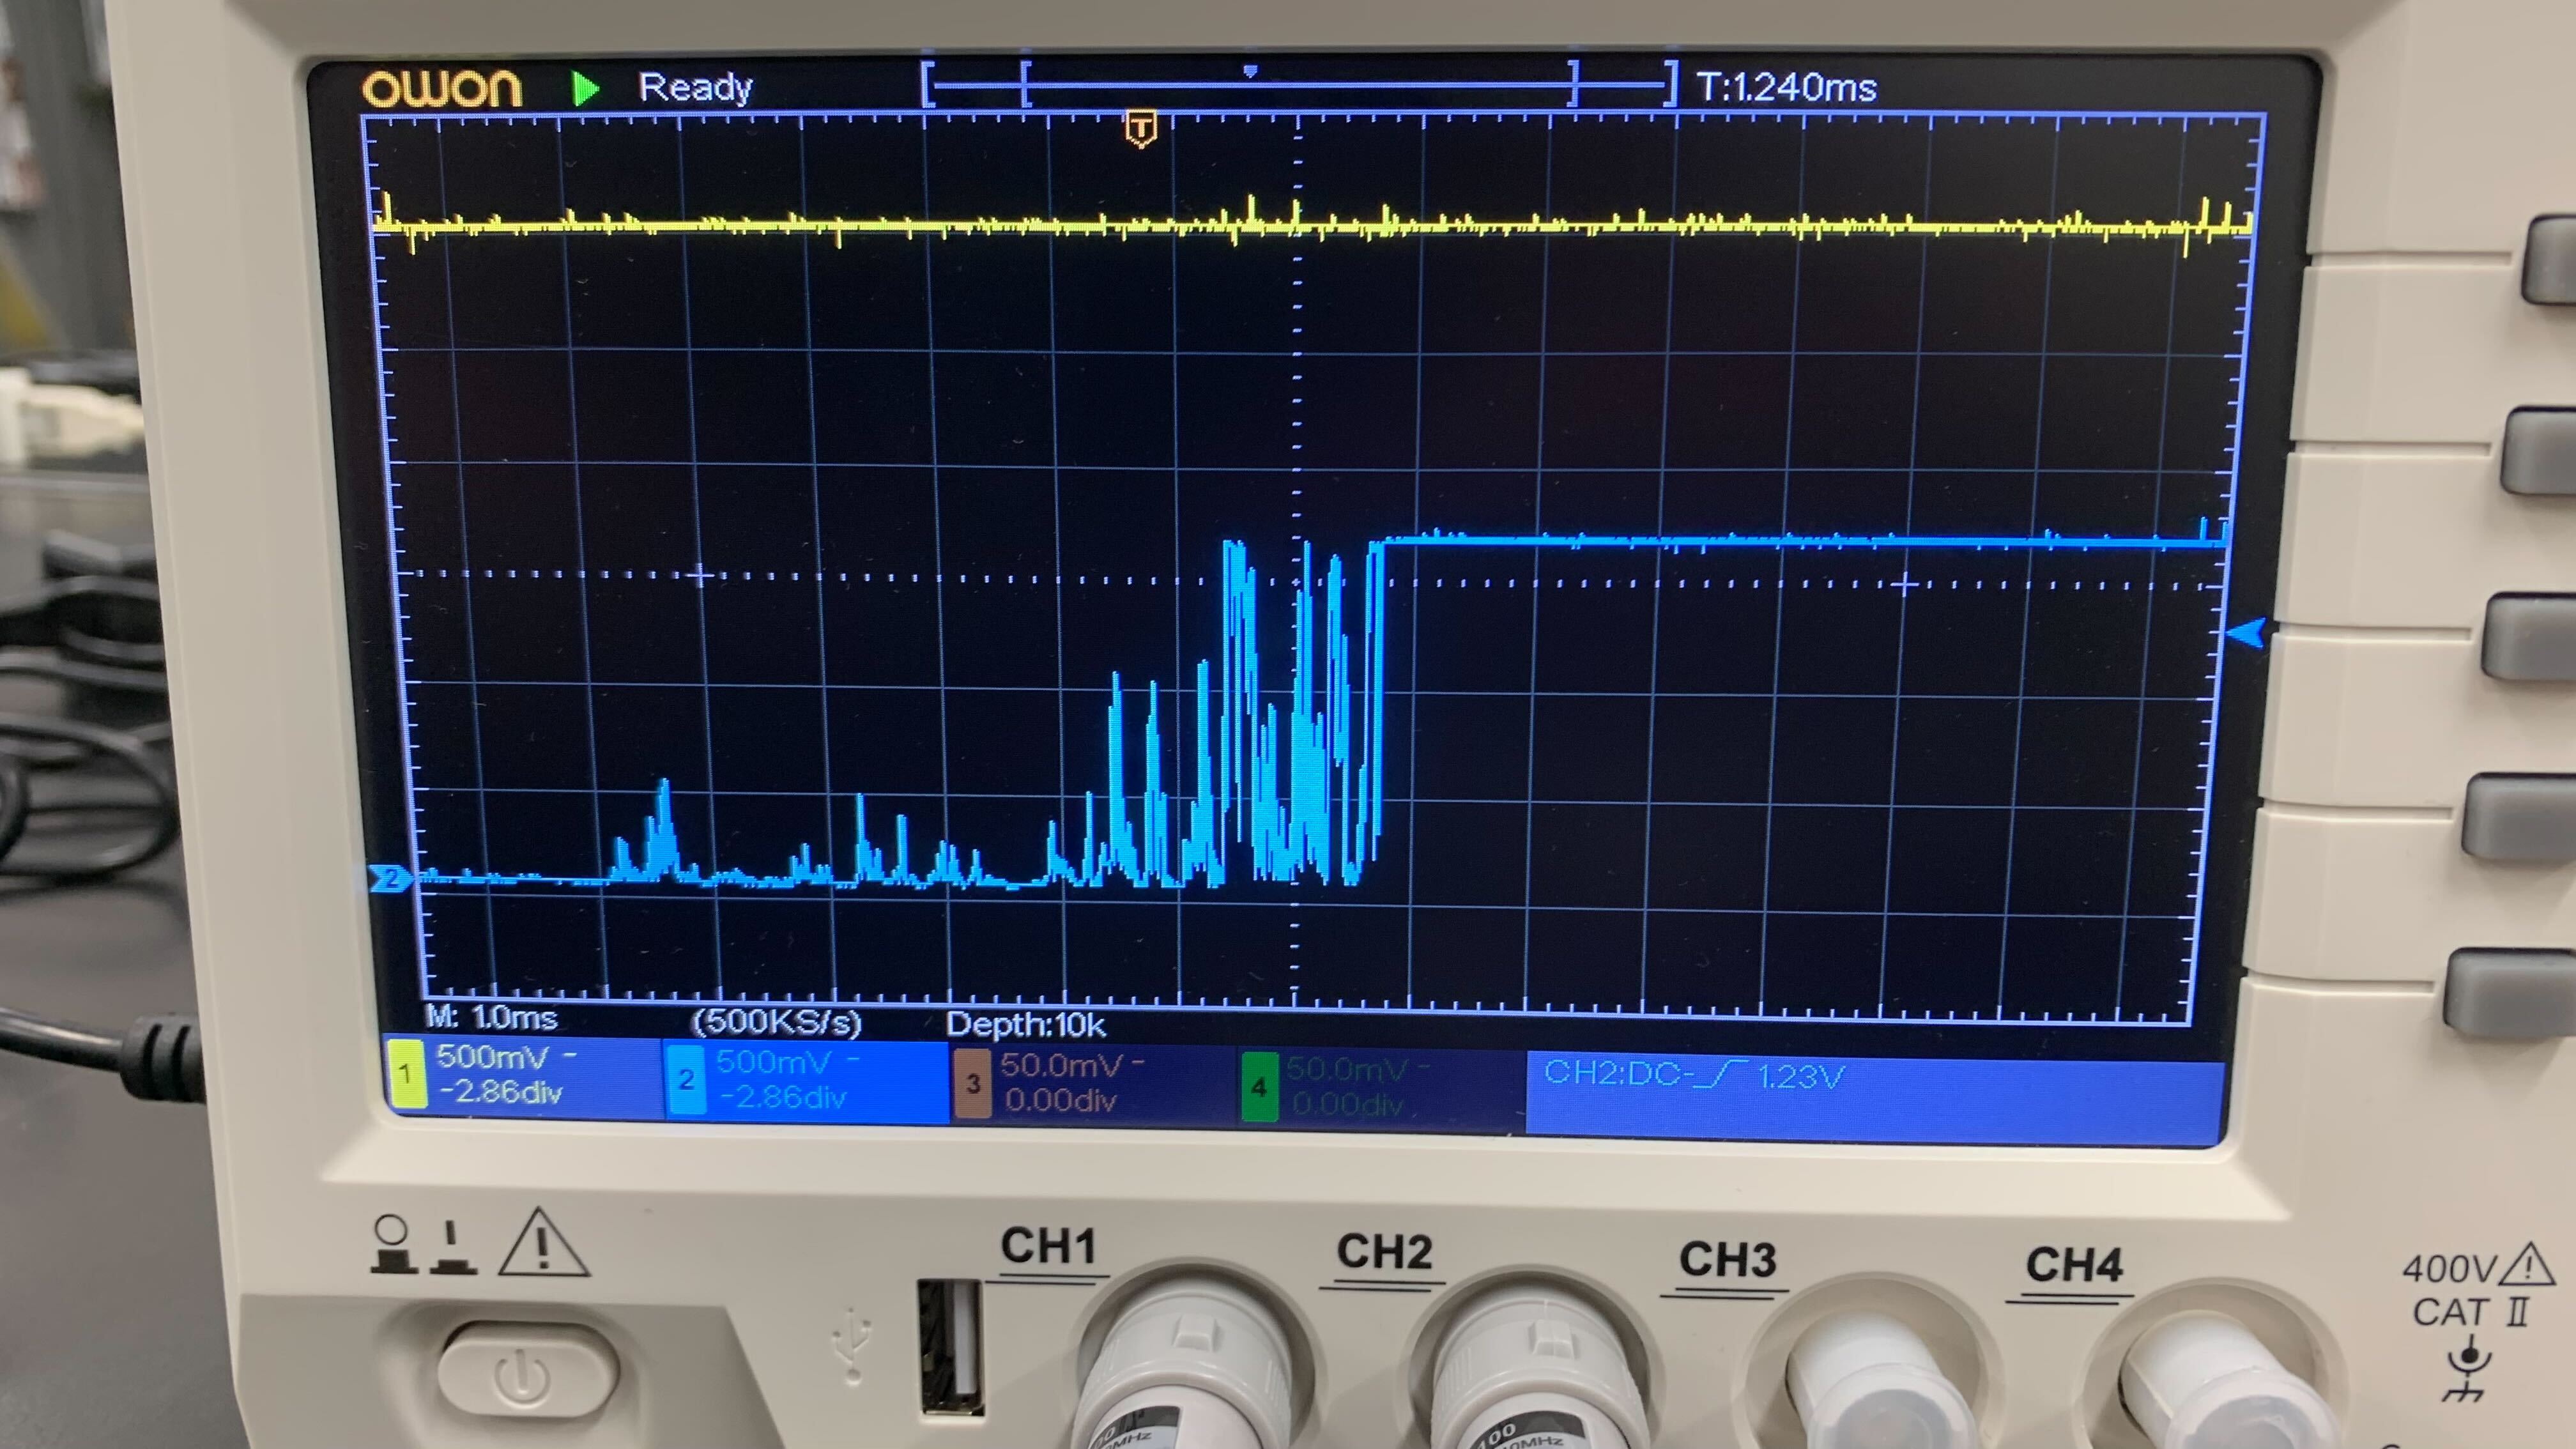 owon Ready T:1.240ms
T
2
M: 1.0ms (500KS/s) Depth:10k
1 500mV -2.86div
2 500mV -2.86div
3 50.0mV 0.00div
4 50.0mV 0.00div
CH2:DC- 1.23V
CH1 CH2 CH3 CH4
400V
CAT II